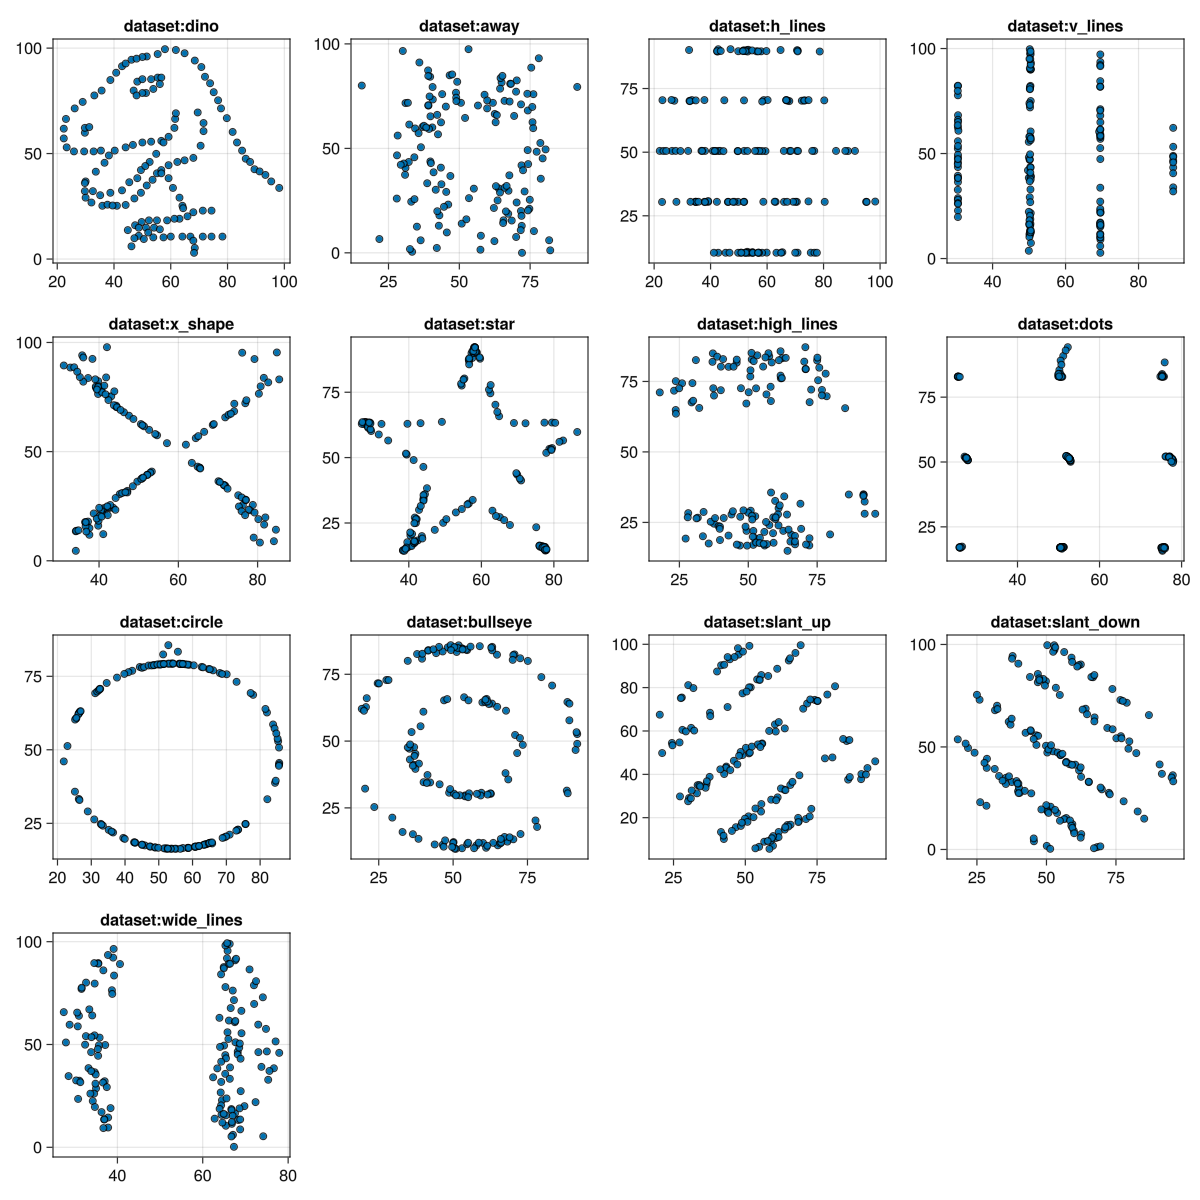 dataset:dino dataset:away dataset:h_lines dataset:v_lines
100
50
0
20 40 60 80 100
100
50
0
25 50 75
75
50
25
20 40 60 80 100
100
50
0
40 60 80
dataset:x_shape dataset:star dataset:high_lines dataset:dots
100
50
0
40 60 80
75
50
25
40 60 80
75
50
25
25 50 75
75
50
25
40 60 80
dataset:circle dataset:bullseye dataset:slant_up dataset:slant_down
75
50
25
20 30 40 50 60 70 80
75
50
25
25 50 75
100
80
60
40
20
25 50 75
100
50
0
25 50 75
dataset:wide_lines
100
50
0
40 60 80